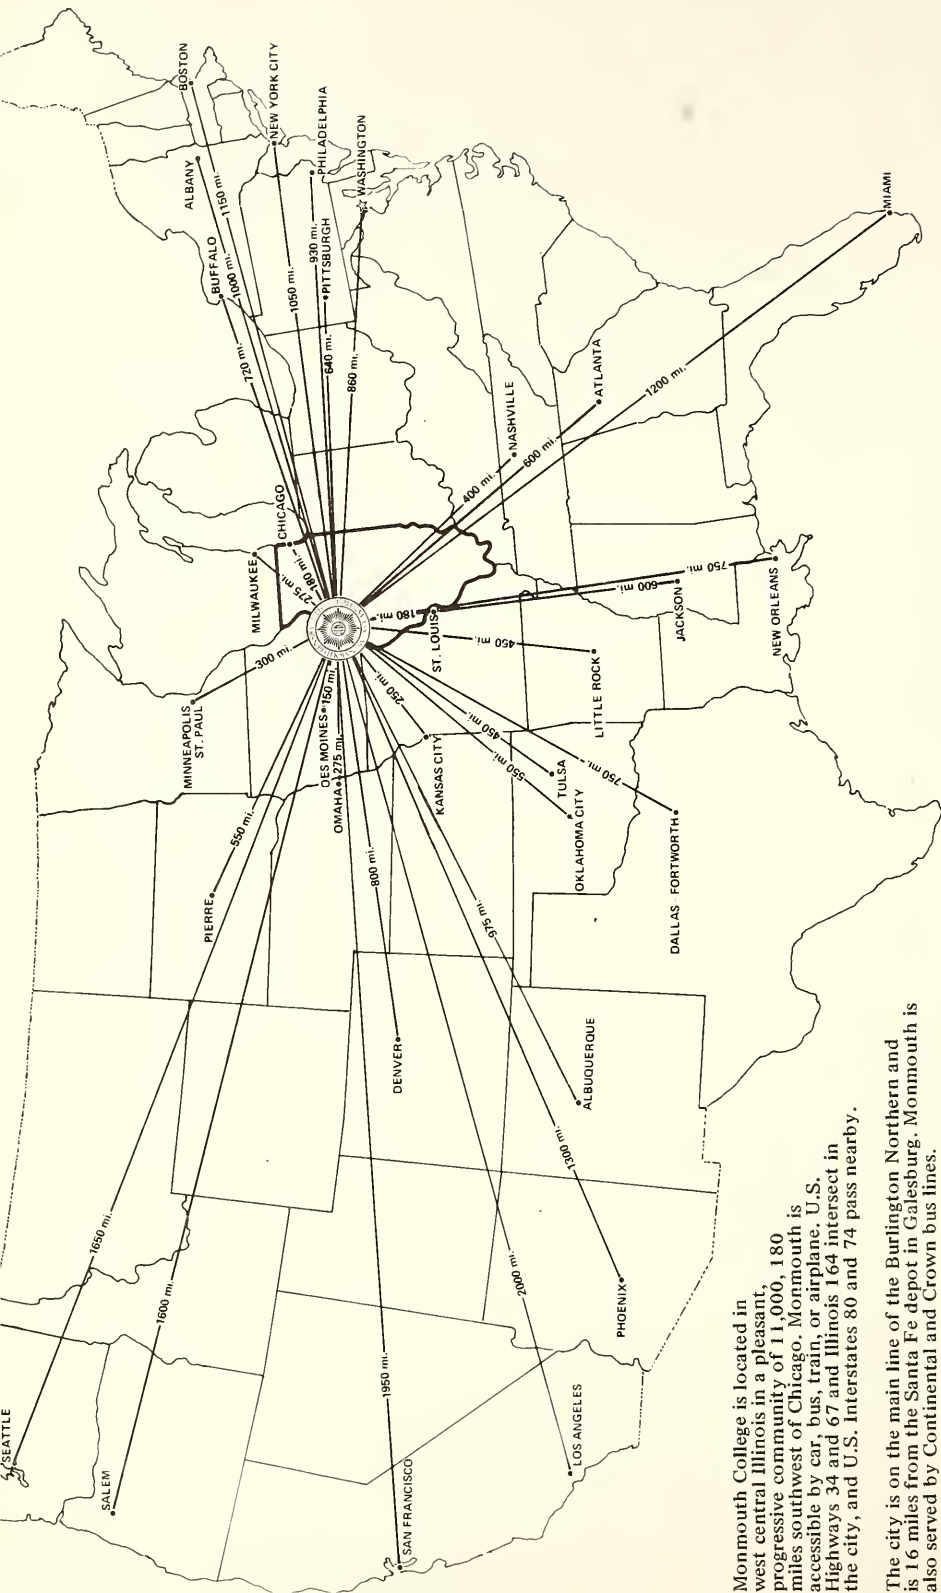 SEATTLE
SALEM
SAN FRANCISCO
LOS ANGELES
PHOENIX
ALBUQUERQUE
DENVER
PIERRE
MINNEAPOLIS
ST. PAUL
DES MOINES
OMAHA
KANSAS CITY
TULSA
OKLAHOMA CITY
DALLAS - FORTWORTH
LITTLE ROCK
ST. LOUIS
JACKSON
NEW ORLEANS
MILWAUKEE
CHICAGO
NASHVILLE
ATLANTA
MIAMI
BUFFALO
ALBANY
BOSTON
NEW YORK CITY
PHILADELPHIA
PITTSBURGH
WASHINGTON
1650 mi.
1600 mi.
1950 mi.
2000 mi.
1300 mi.
975 mi.
800 mi.
550 mi.
300 mi.
150 mi.
275 mi.
250 mi.
450 mi.
550 mi.
750 mi.
450 mi.
180 mi.
600 mi.
750 mi.
275 mi.
180 mi.
400 mi.
600 mi.
1200 mi.
720 mi.
1000 mi.
1150 mi.
1050 mi.
930 mi.
640 mi.
860 mi.
Monmouth College is located in
west central Illinois in a pleasant,
progressive community of 11,000, 180
miles southwest of Chicago. Monmouth is
accessible by car, bus, train, or airplane. U.S.
Highways 34 and 67 and Illinois 164 intersect in
the city, and U.S. Interstates 80 and 74 pass nearby.
The city is on the main line of the Burlington Northern and
is 16 miles from the Santa Fe depot in Galesburg. Monmouth is
also served by Continental and Crown bus lines.